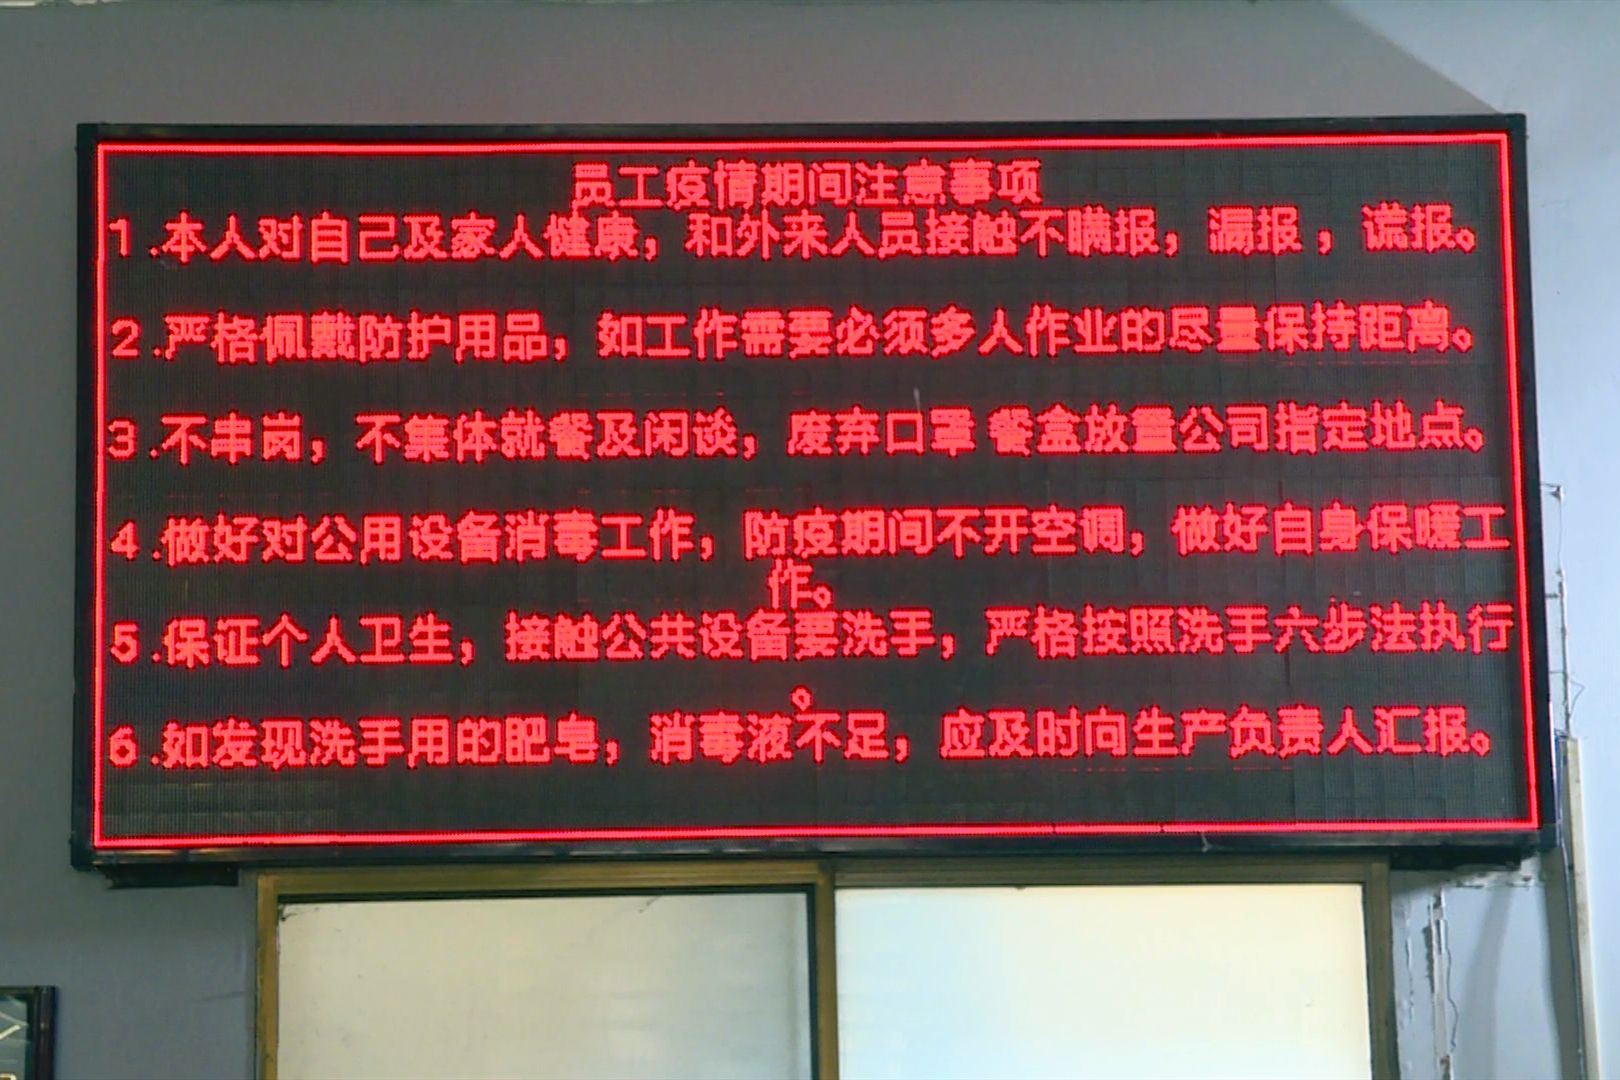 员工疫情期间注意事项
1.本人对自己及家人健康，和外来人员接触不瞒报，漏报，谎报。
2.严格佩戴防护用品，如工作需要必须多人作业的尽量保持距离。
3.不串岗，不集体就餐及闲谈，废弃口罩 餐盒放置公司指定地点。
4.做好对公用设备消毒工作，防疫期间不开空调，做好自身保暖工
作。
5.保证个人卫生，接触公共设备要洗手，严格按照洗手六步法执行
。
6.如发现洗手用的肥皂，消毒液不足，应及时向生产负责人汇报。